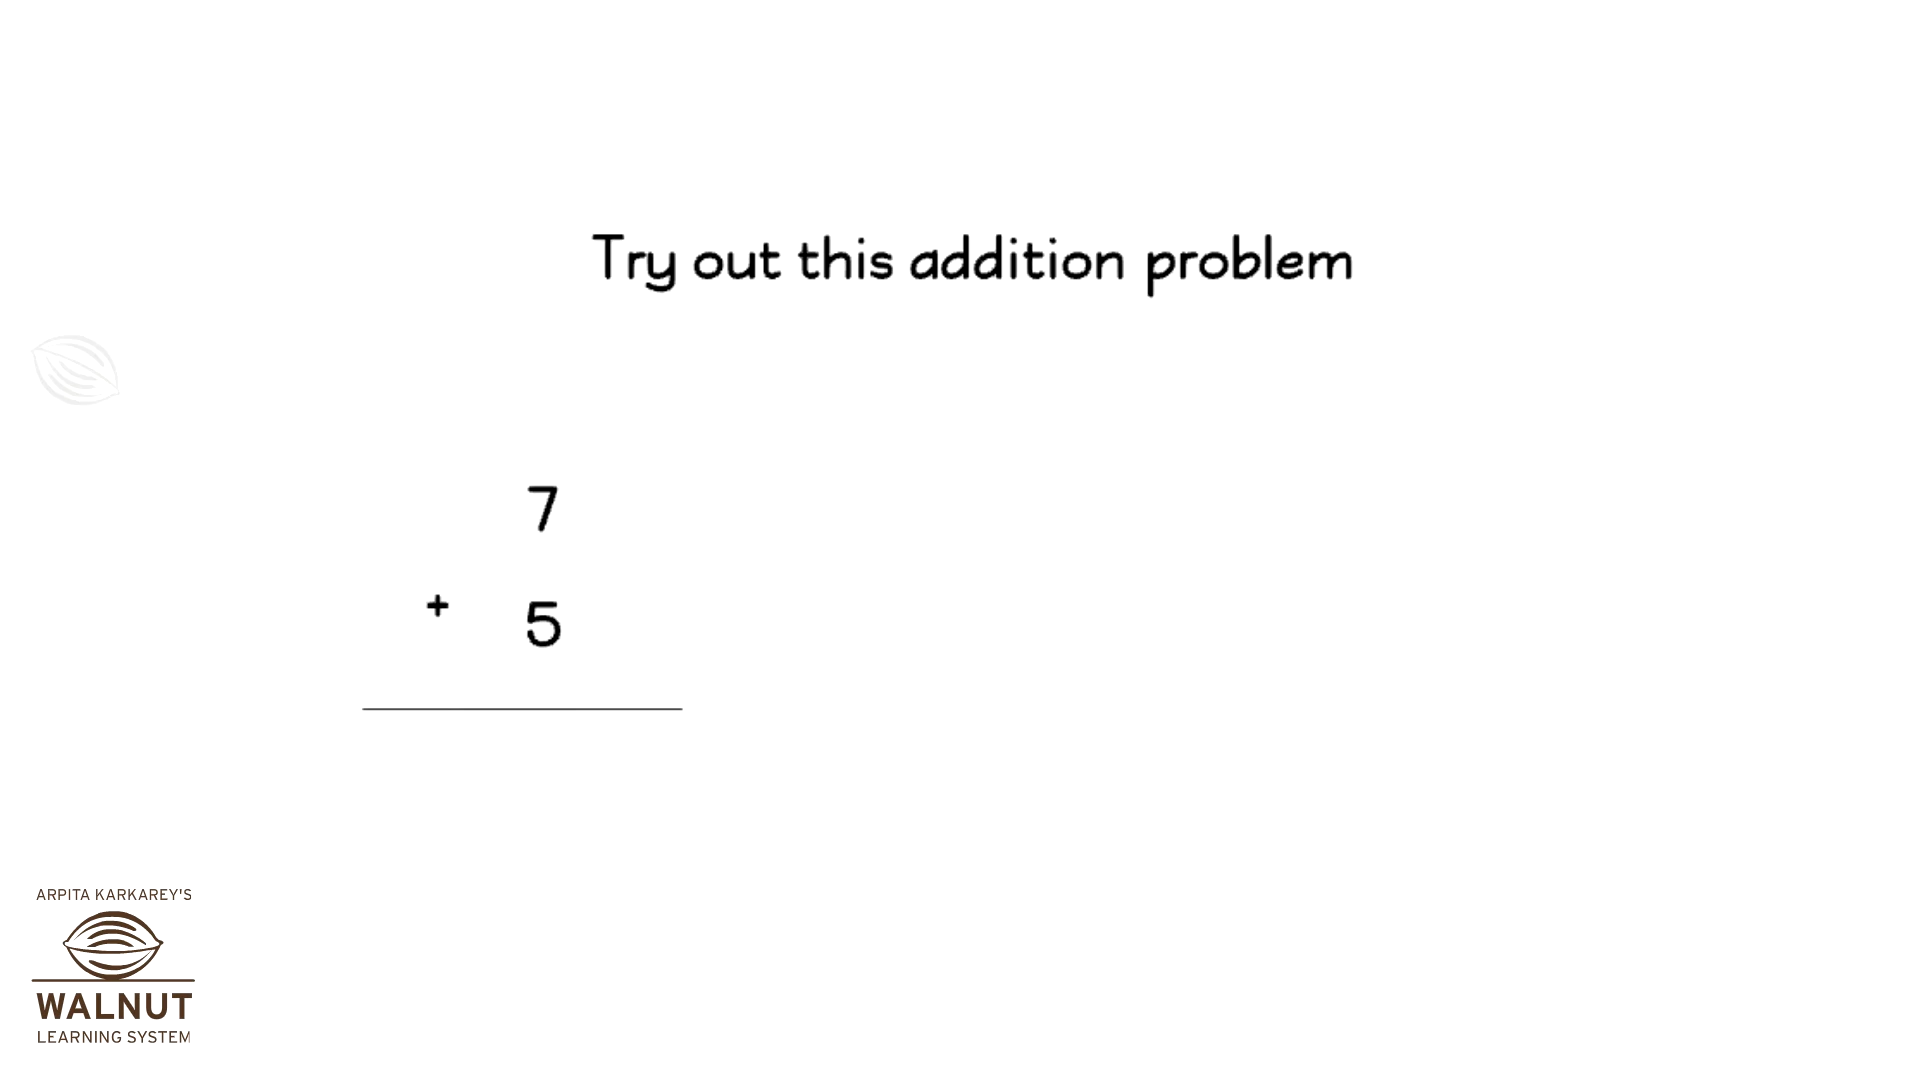 Try out this addition problem
7
+ 5
ARPITA KARKAREY'S
WALNUT
LEARNING SYSTEM